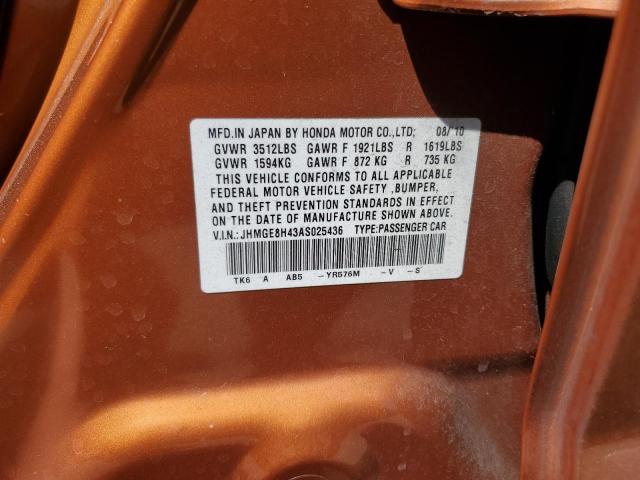 MFD.IN JAPAN BY HONDA MOTOR CO.,LTD; 08/'10
GVWR 3512LBS GAWR F 1921LBS R 1619LBS
GVWR 1594KG GAWR F 872 KG R 735 KG
THIS VEHICLE CONFORMS TO ALL APPLICABLE
FEDERAL MOTOR VEHICLE SAFETY ,BUMPER,
AND THEFT PREVENTION STANDARDS IN EFFECT
ON THE DATE OF MANUFACTURE SHOWN ABOVE.
V.I.N.:JHMGE8H43AS025436 TYPE:PASSENGER CAR
TK6 A AB5 -YR576M -V -S